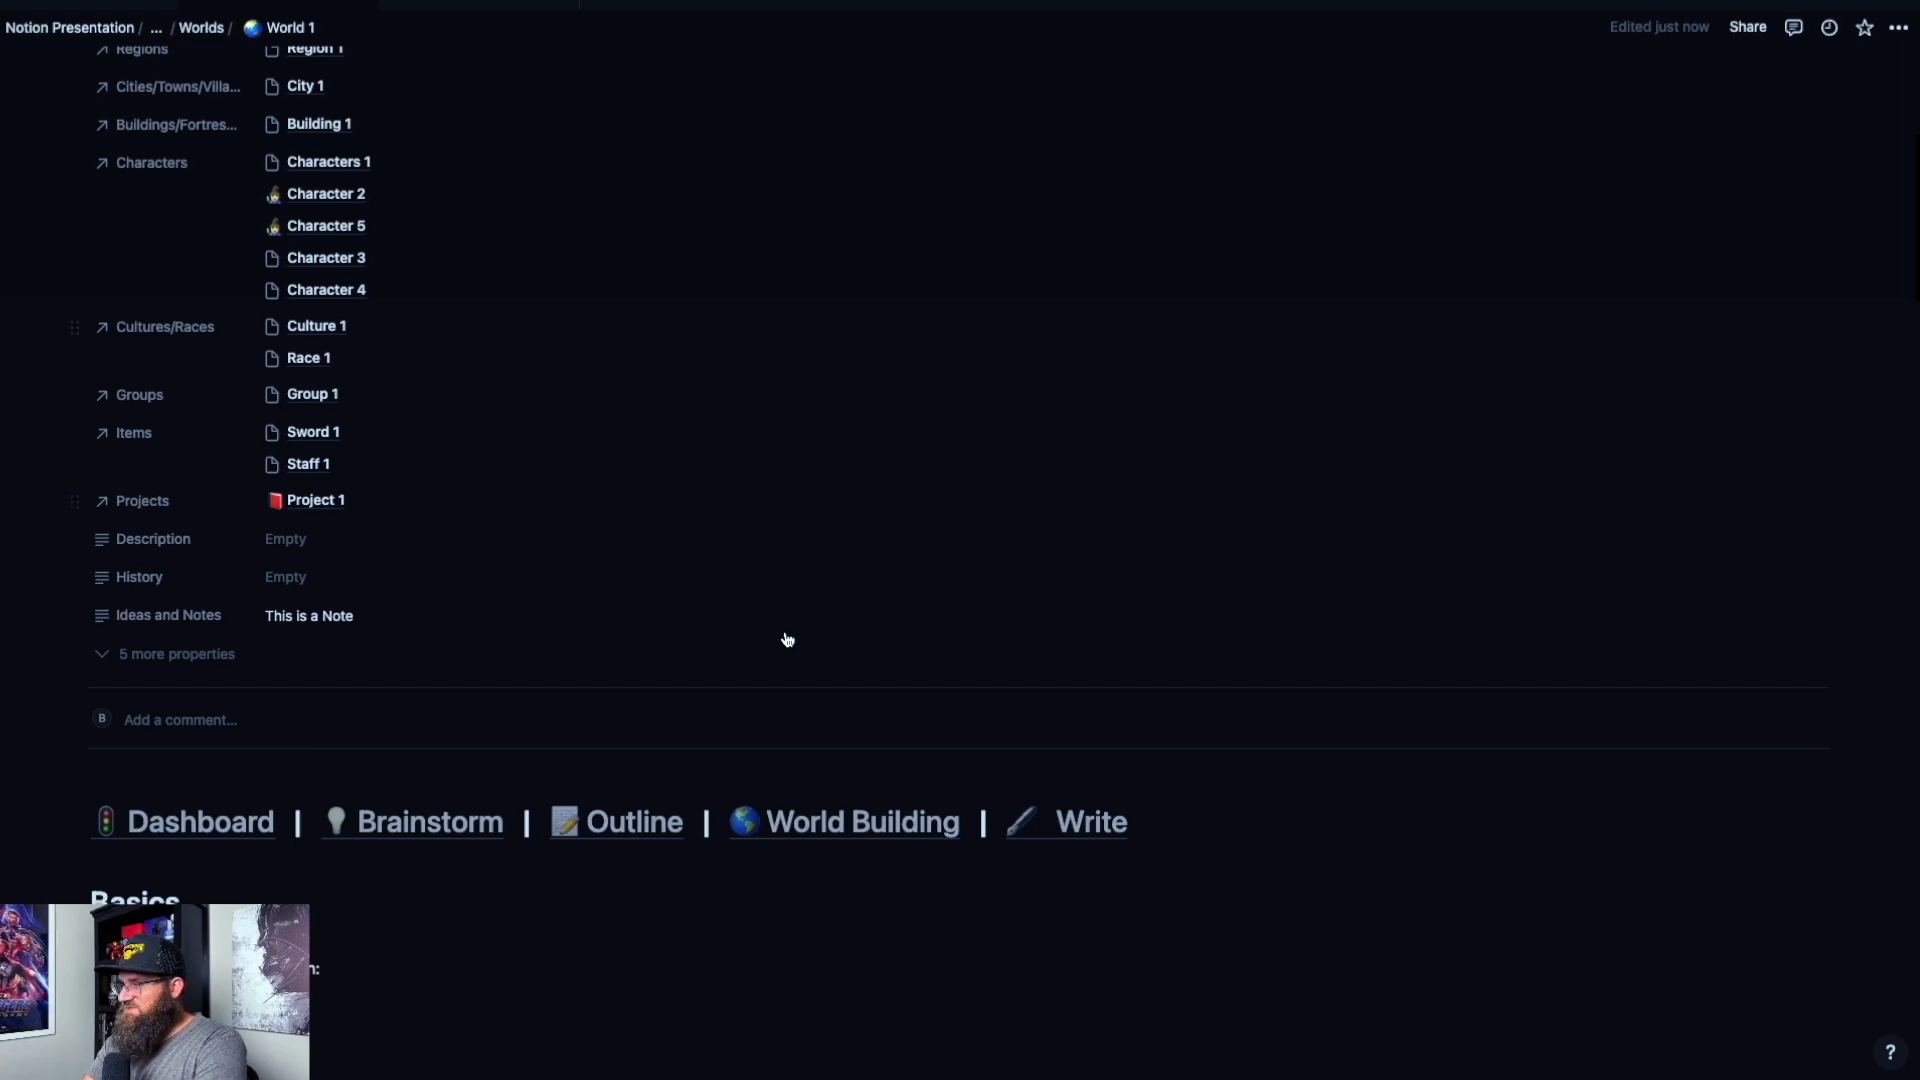 Notion Presentation / ... / Worlds / World 1
Edited just now Share
Regions Region 1
Cities/Towns/Villa... City 1
Buildings/Fortres... Building 1
Characters Characters 1
Character 2
Character 5
Character 3
Character 4
Cultures/Races Culture 1
Race 1
Groups Group 1
Items Sword 1
Staff 1
Projects Project 1
Description Empty
History Empty
Ideas and Notes This is a Note
5 more properties
B Add a comment...
Dashboard | Brainstorm | Outline | World Building | Write
Basics
n:
?